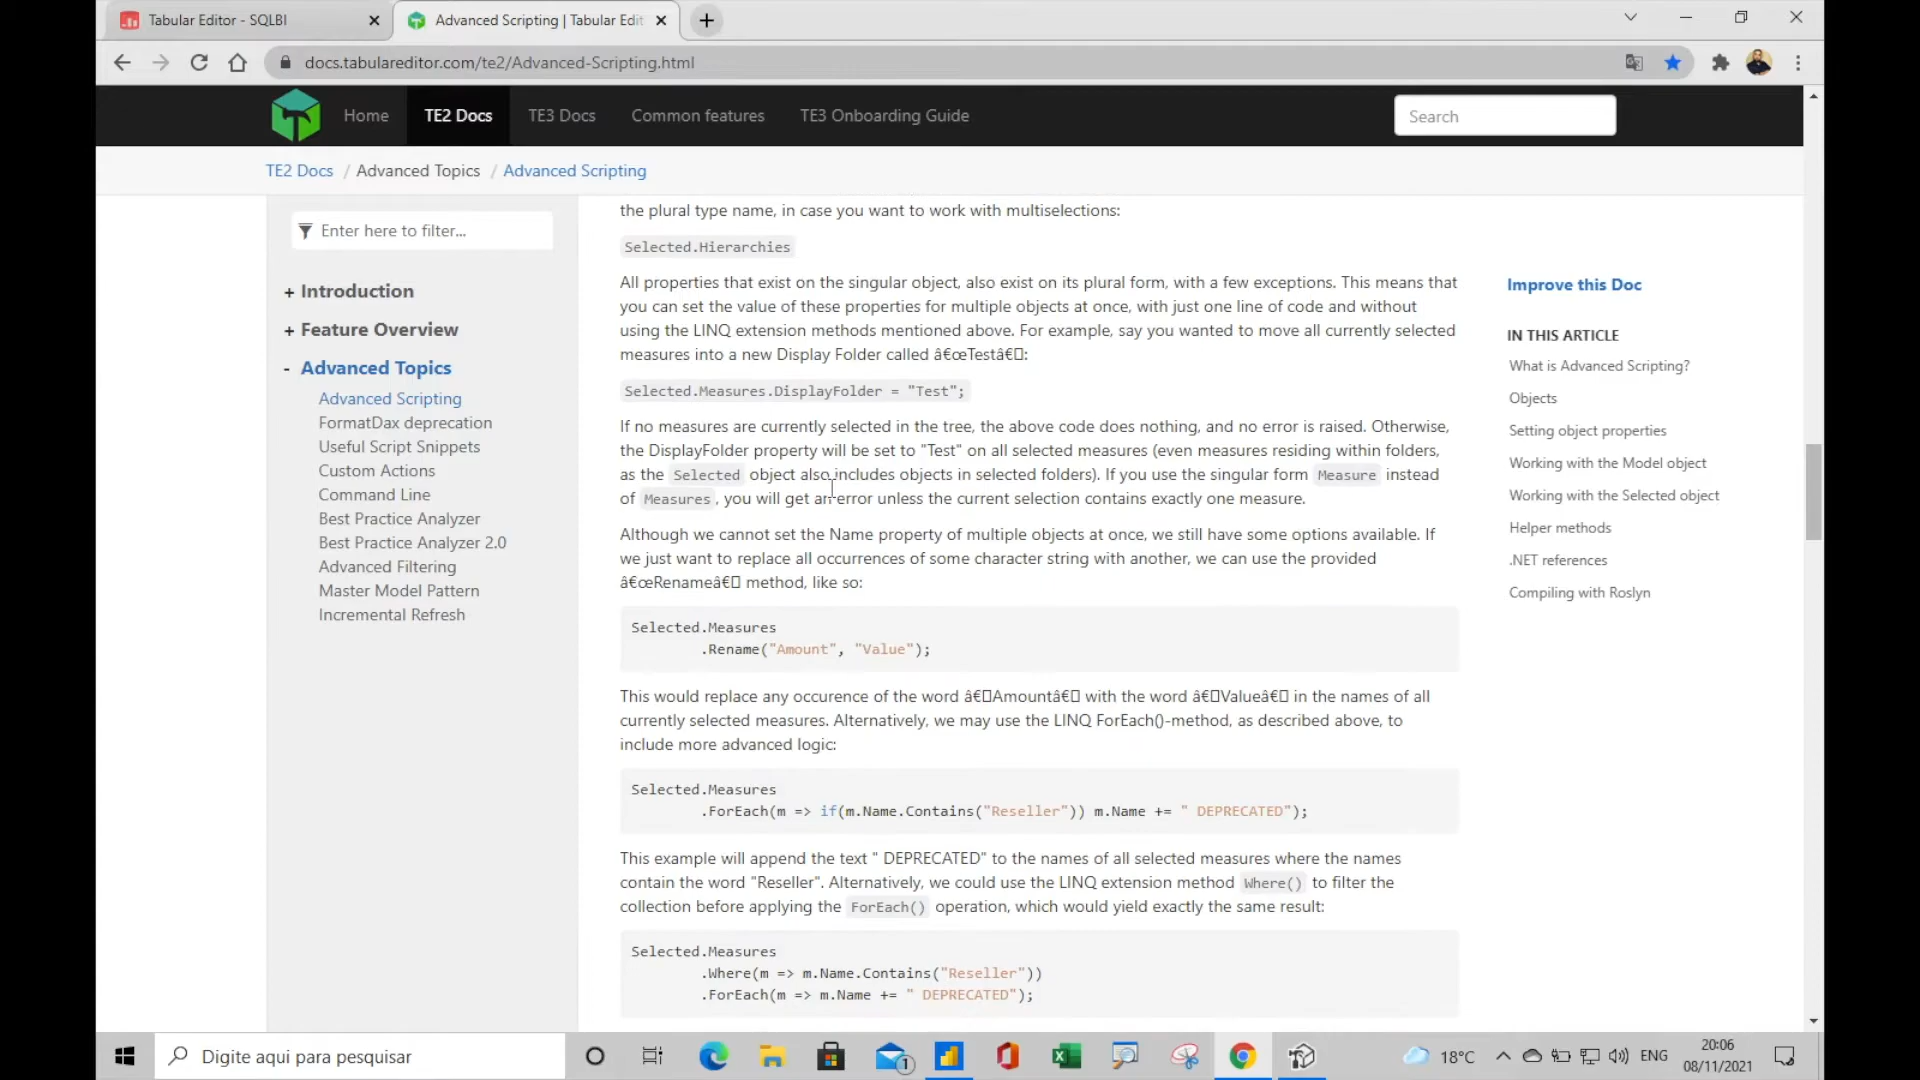 Tabular Editor - SQLBI
Advanced Scripting | Tabular Edit
docs.tabulareditor.com/te2/Advanced-Scripting.html
Home
TE2 Docs
TE3 Docs
Common features
TE3 Onboarding Guide
Search
TE2 Docs / Advanced Topics / Advanced Scripting
Enter here to filter...
+ Introduction
+ Feature Overview
- Advanced Topics
Advanced Scripting
FormatDax deprecation
Useful Script Snippets
Custom Actions
Command Line
Best Practice Analyzer
Best Practice Analyzer 2.0
Advanced Filtering
Master Model Pattern
Incremental Refresh
the plural type name, in case you want to work with multiselections:
Selected.Hierarchies
All properties that exist on the singular object, also exist on its plural form, with a few exceptions. This means that
you can set the value of these properties for multiple objects at once, with just one line of code and without
using the LINQ extension methods mentioned above. For example, say you wanted to move all currently selected
measures into a new Display Folder called â€œTestâ€▯:
Selected.Measures.DisplayFolder = "Test";
If no measures are currently selected in the tree, the above code does nothing, and no error is raised. Otherwise,
the DisplayFolder property will be set to "Test" on all selected measures (even measures residing within folders,
as the Selected object also includes objects in selected folders). If you use the singular form Measure instead
of Measures, you will get an error unless the current selection contains exactly one measure.
Although we cannot set the Name property of multiple objects at once, we still have some options available. If
we just want to replace all occurrences of some character string with another, we can use the provided
â€œRenameâ€▯ method, like so:
Selected.Measures
.Rename("Amount", "Value");
This would replace any occurence of the word â€▯Amountâ€▯ with the word â€▯Valueâ€▯ in the names of all
currently selected measures. Alternatively, we may use the LINQ ForEach()-method, as described above, to
include more advanced logic:
Selected.Measures
.ForEach(m => if(m.Name.Contains("Reseller")) m.Name += " DEPRECATED");
This example will append the text " DEPRECATED" to the names of all selected measures where the names
contain the word "Reseller". Alternatively, we could use the LINQ extension method Where() to filter the
collection before applying the ForEach() operation, which would yield exactly the same result:
Selected.Measures
.Where(m => m.Name.Contains("Reseller"))
.ForEach(m => m.Name += " DEPRECATED");
Improve this Doc
IN THIS ARTICLE
What is Advanced Scripting?
Objects
Setting object properties
Working with the Model object
Working with the Selected object
Helper methods
.NET references
Compiling with Roslyn
Digite aqui para pesquisar
1
18°C
ENG
20:06
08/11/2021